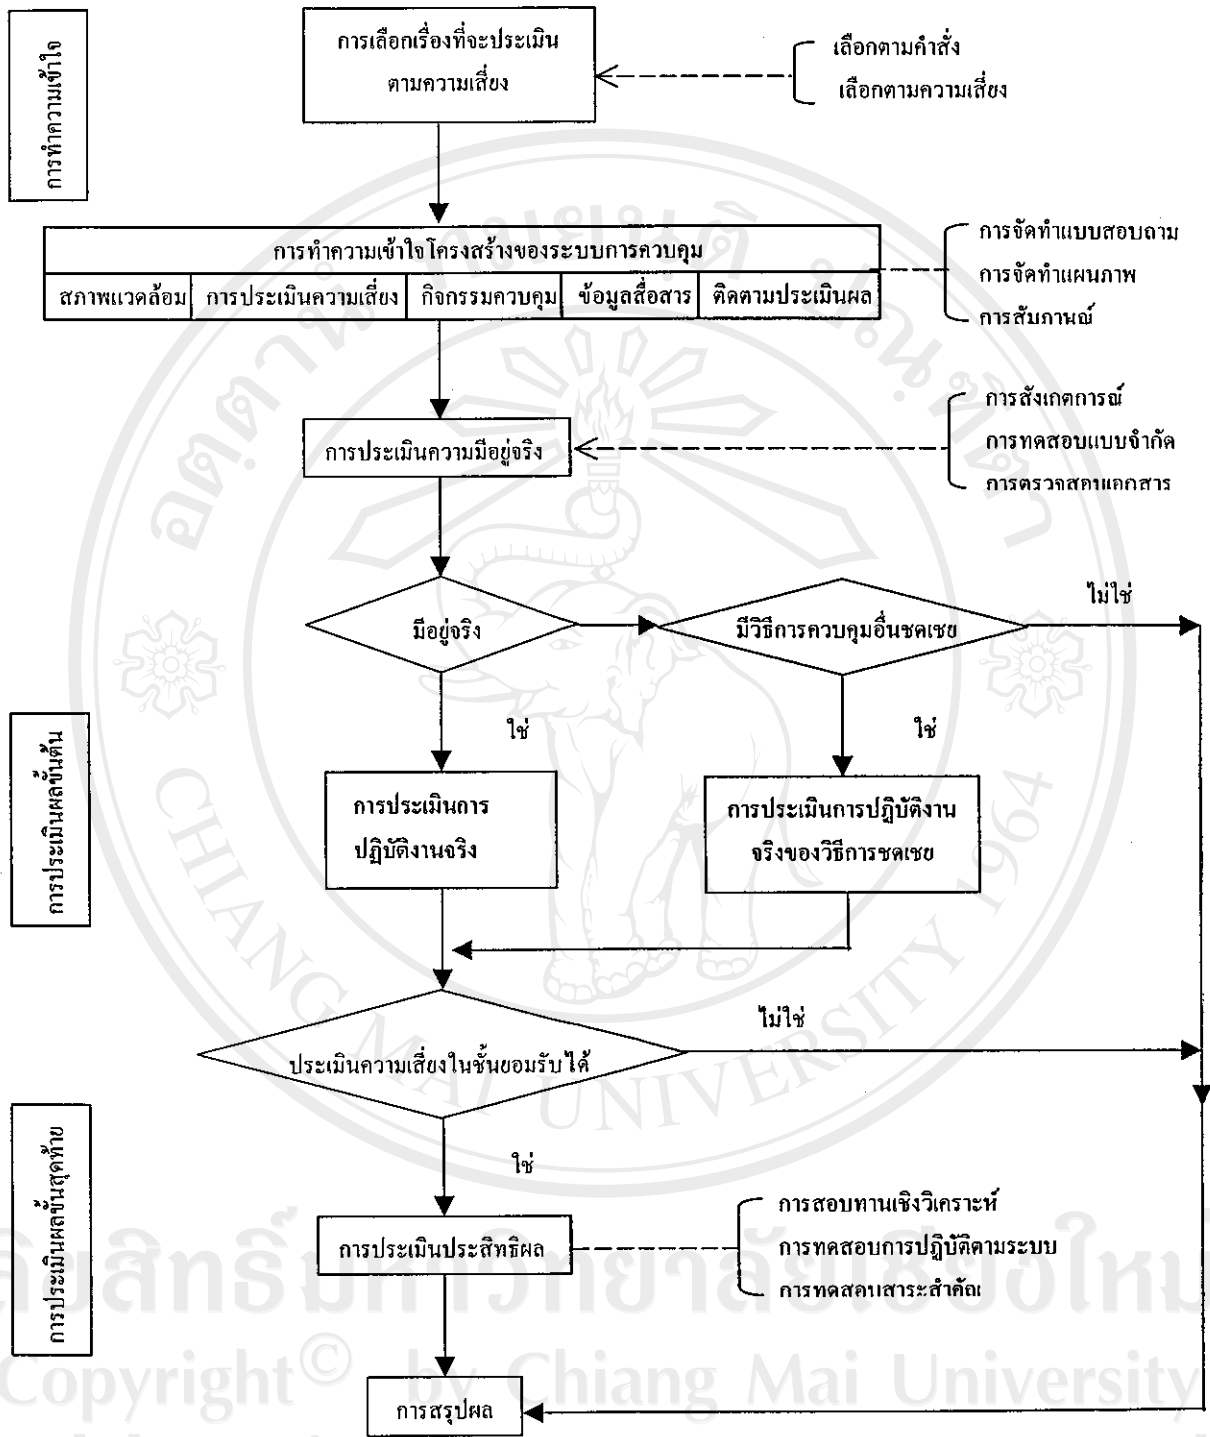 การทำความเข้าใจ
การเลือกเรื่องที่จะประเมิน
ตามความเสี่ยง
เลือกตามคำสั่ง
เลือกตามความเสี่ยง
การทำความเข้าใจโครงสร้างของระบบการควบคุม
สภาพแวดล้อม การประเมินความเสี่ยง กิจกรรมควบคุม ข้อมูลสื่อสาร ติดตามประเมินผล
การจัดทำแบบสอบถาม
การจัดทำแผนภาพ
การสัมภาษณ์
การประเมินความมีอยู่จริง
การสังเกตการณ์
การทดสอบแบบจำกัด
การตรวจสอบเอกสาร
มีอยู่จริง
มีวิธีการควบคุมอื่นชดเชย
ไม่ใช่
ใช่
ใช่
การประเมินผลขั้นต้น
การประเมินการ
ปฏิบัติงานจริง
การประเมินการปฏิบัติงาน
จริงของวิธีการชดเชย
ประเมินความเสี่ยงในชั้นยอมรับได้
ไม่ใช่
ใช่
การประเมินผลขั้นสุดท้าย
การประเมินประสิทธิผล
การสอบทานเชิงวิเคราะห์
การทดสอบการปฏิบัติตามระบบ
การทดสอบสาระสำคัญ
การสรุปผล
อตฺตานํ ทมยนฺติ ปณฺฑิตา
CHIANG MAI UNIVERSITY 1964
ลิขสิทธิ์มหาวิทยาลัยเชียงใหม่
Copyright© by Chiang Mai University